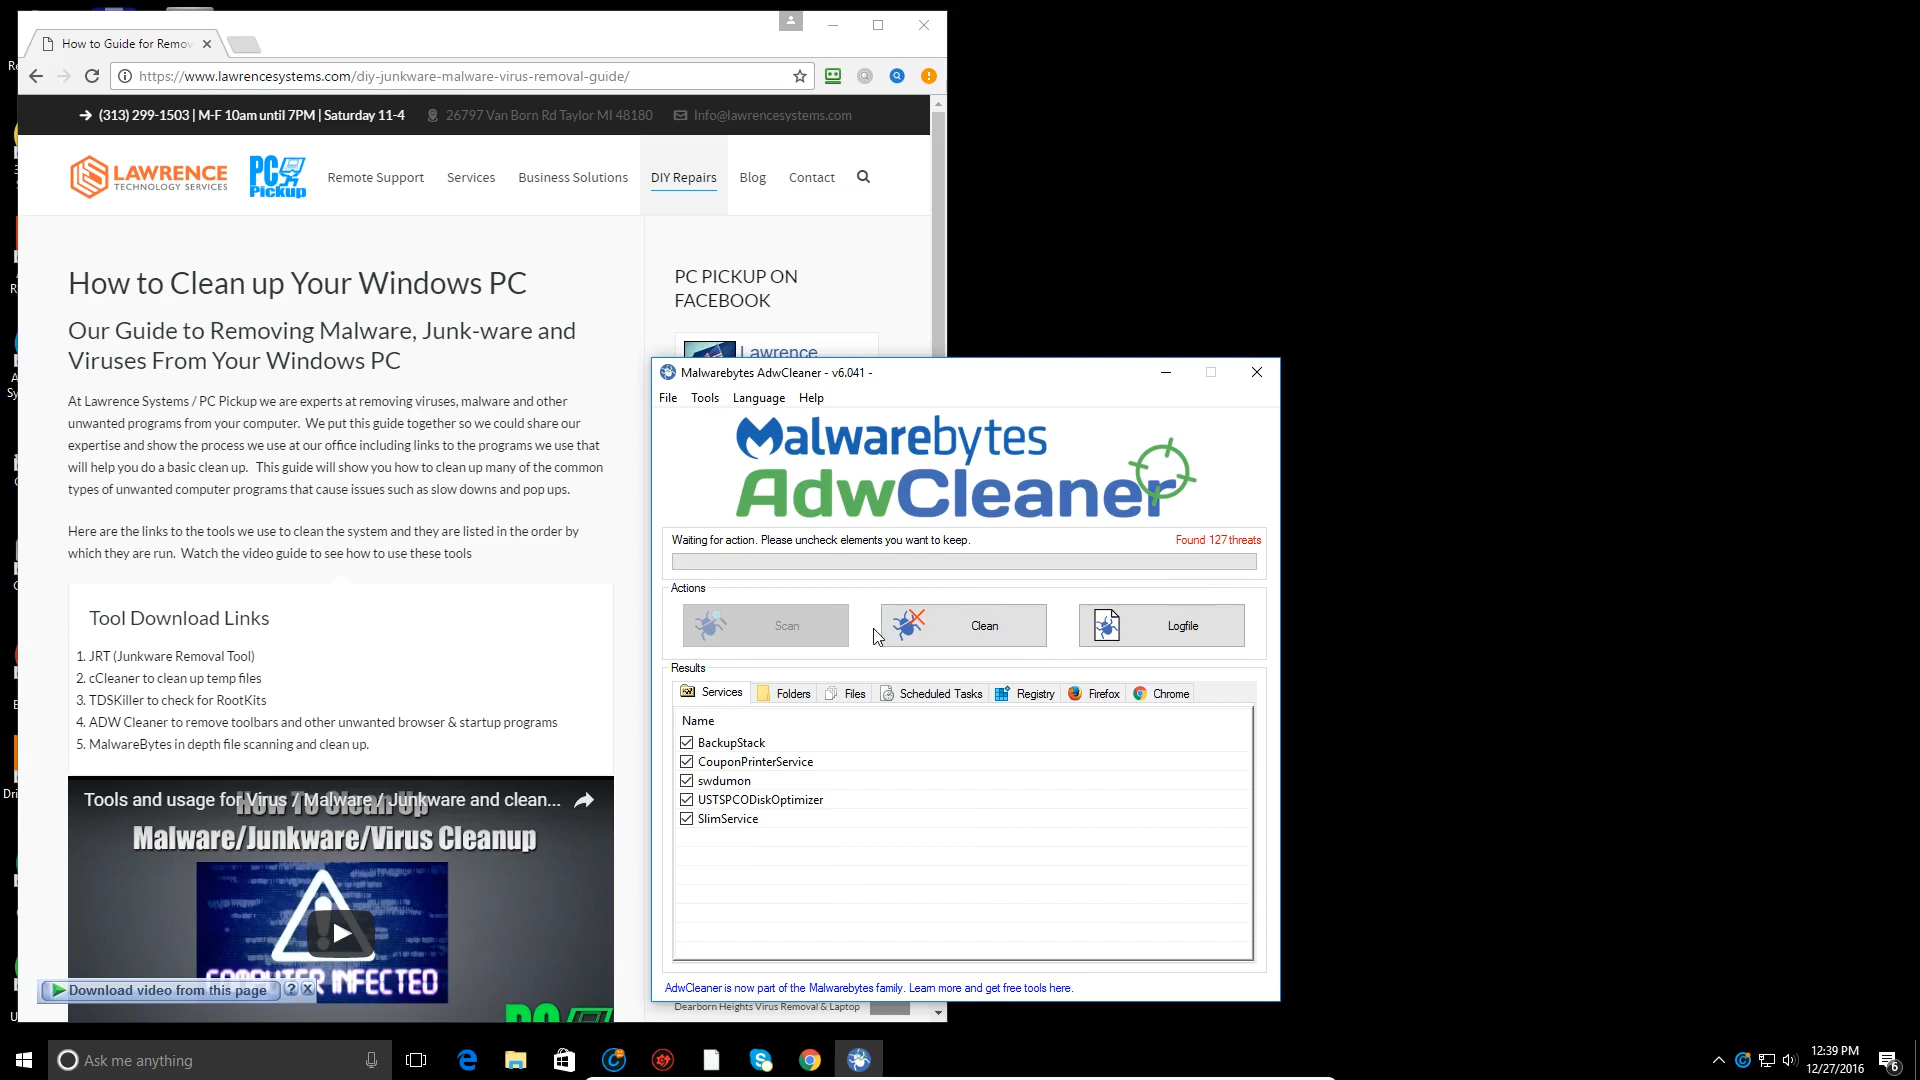 How to Guide for Remov
https://www.lawrencesystems.com/diy-junkware-malware-virus-removal-guide/
(313) 299-1503 | M-F 10am until 7PM | Saturday 11-4
26797 Van Born Rd Taylor MI 48180
Info@lawrencesystems.com
LAWRENCE
TECHNOLOGY SERVICES
PC
PickUp
Remote Support
Services
Business Solutions
DIY Repairs
Blog
Contact
How to Clean up Your Windows PC
Our Guide to Removing Malware, Junk-ware and
Viruses From Your Windows PC
At Lawrence Systems / PC Pickup we are experts at removing viruses, malware and other
unwanted programs from your computer.  We put this guide together so we could share our
expertise and show the process we use at our office including links to the programs we use that
will help you do a basic clean up.  This guide will show you how to clean up many of the common
types of unwanted computer programs that cause issues such as slow downs and pop ups.
Here are the links to the tools we use to clean the system and they are listed in the order by
which they are run.  Watch the video guide to see how to use these tools
Tool Download Links
1. JRT (Junkware Removal Tool)
2. cCleaner to clean up temp files
3. TDSKiller to check for RootKits
4. ADW Cleaner to remove toolbars and other unwanted browser & startup programs
5. MalwareBytes in depth file scanning and clean up.
Tools and usage for Virus / Malware / Junkware and clean...
How To Clean Up
Malware/Junkware/Virus Cleanup
COMPUTER INFECTED
Download video from this page
PC
PC PICKUP ON
FACEBOOK
Lawrence
Malwarebytes AdwCleaner - v6.041 -
File
Tools
Language
Help
Malwarebytes
AdwCleaner
Waiting for action. Please uncheck elements you want to keep.
Found 127 threats
Actions
Scan
Clean
Logfile
Results
Services
Folders
Files
Scheduled Tasks
Registry
Firefox
Chrome
Name
BackupStack
CouponPrinterService
swdumon
USTSPCODiskOptimizer
SlimService
AdwCleaner is now part of the Malwarebytes family. Learn more and get free tools here.
Dearborn Heights Virus Removal & Laptop
Ask me anything
12:39 PM
12/27/2016
6